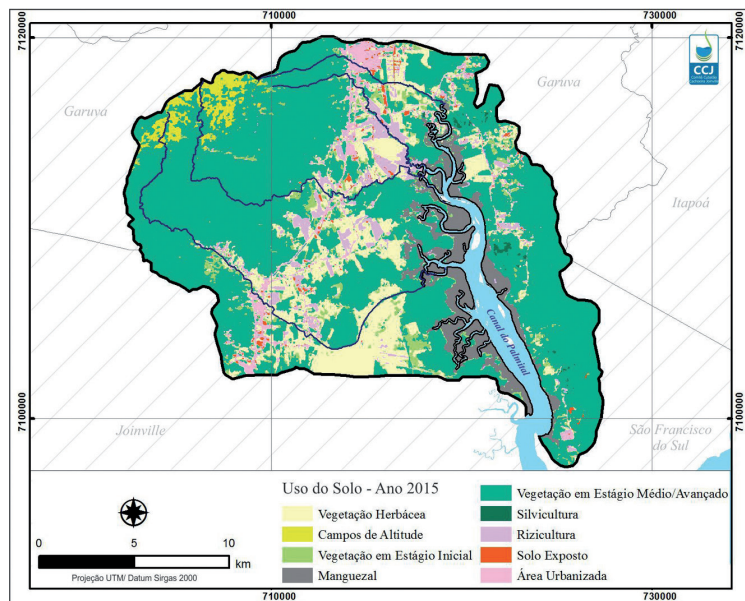 710000
730000
7120000
7120000
CCJ
Garuva
Garuva
Itapoá
Canal do Palmital
7100000
7100000
Joinville
São Francisco
do Sul
Uso do Solo - Ano 2015
Vegetação Herbácea
Campos de Altitude
Vegetação em Estágio Inicial
Manguezal
Vegetação em Estágio Médio/Avançado
Silvicultura
Rizicultura
Solo Exposto
Área Urbanizada
0
5
10
km
Projeção UTM/ Datum Sirgas 2000
710000
730000